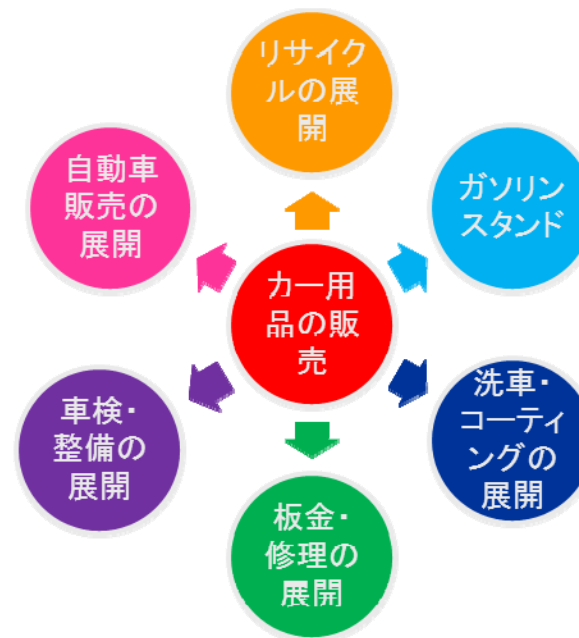 リサイク
ルの展
開
自動車
販売の
展開
ガソリン
スタンド
カー用
品の販
売
車検・
整備の
展開
洗車・
コーティ
ングの
展開
板金・
修理の
展開